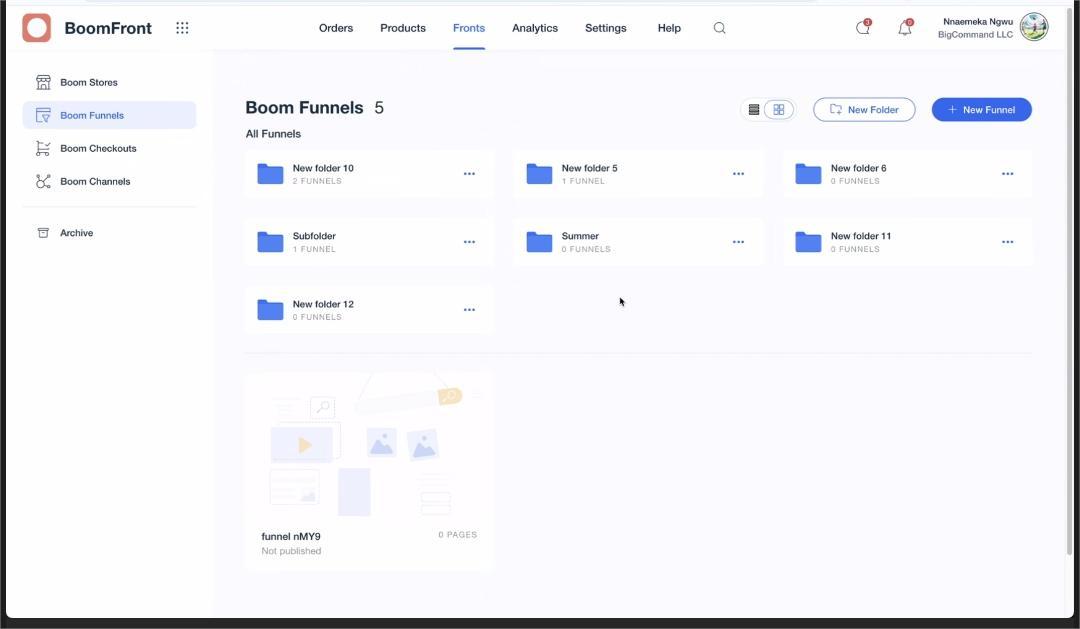 BoomFront
Orders
Products
Fronts
Analytics
Settings
Help
Nnaemeka Ngwu
BigCommand LLC
Boom Stores
Boom Funnels
Boom Checkouts
Boom Channels
Archive
Boom Funnels 5
New Folder
+ New Funnel
All Funnels
New folder 10
2 FUNNELS
New folder 5
1 FUNNEL
New folder 6
0 FUNNELS
Subfolder
1 FUNNEL
Summer
0 FUNNELS
New folder 11
0 FUNNELS
New folder 12
0 FUNNELS
funnel nMY9
0 PAGES
Not published